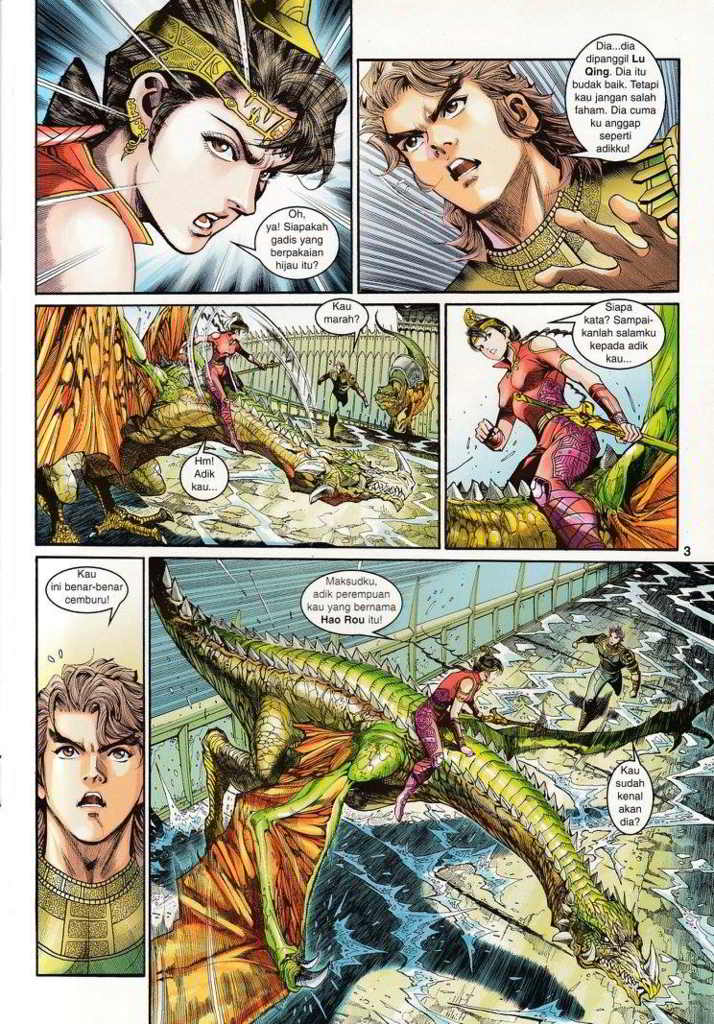 Oh,
ya! Siapakah
gadis yang
berpakaian
hijau itu?
Dia...dia
dipanggil Lu
Qing. Dia itu
budak baik. Tetapi
kau jangan salah
faham. Dia cuma
ku anggap
seperti
adikku!
Kau
marah?
Hm!
Adik
kau...
Siapa
kata? Sampai-
kanlah salamku
kepada adik
kau...
3
Kau
ini benar-benar
cemburu!
Maksudku,
adik perempuan
kau yang bernama
Hao Rou itu!
Kau
sudah
kenal
akan
dia?